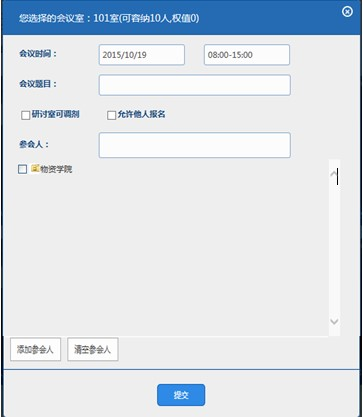 您选择的会议室：101室(可容纳10人,权值0)
会议时间： 2015/10/19 08:00-15:00
会议题目：
研讨室可调剂 允许他人报名
参会人：
物资学院
添加参会人 清空参会人
提交